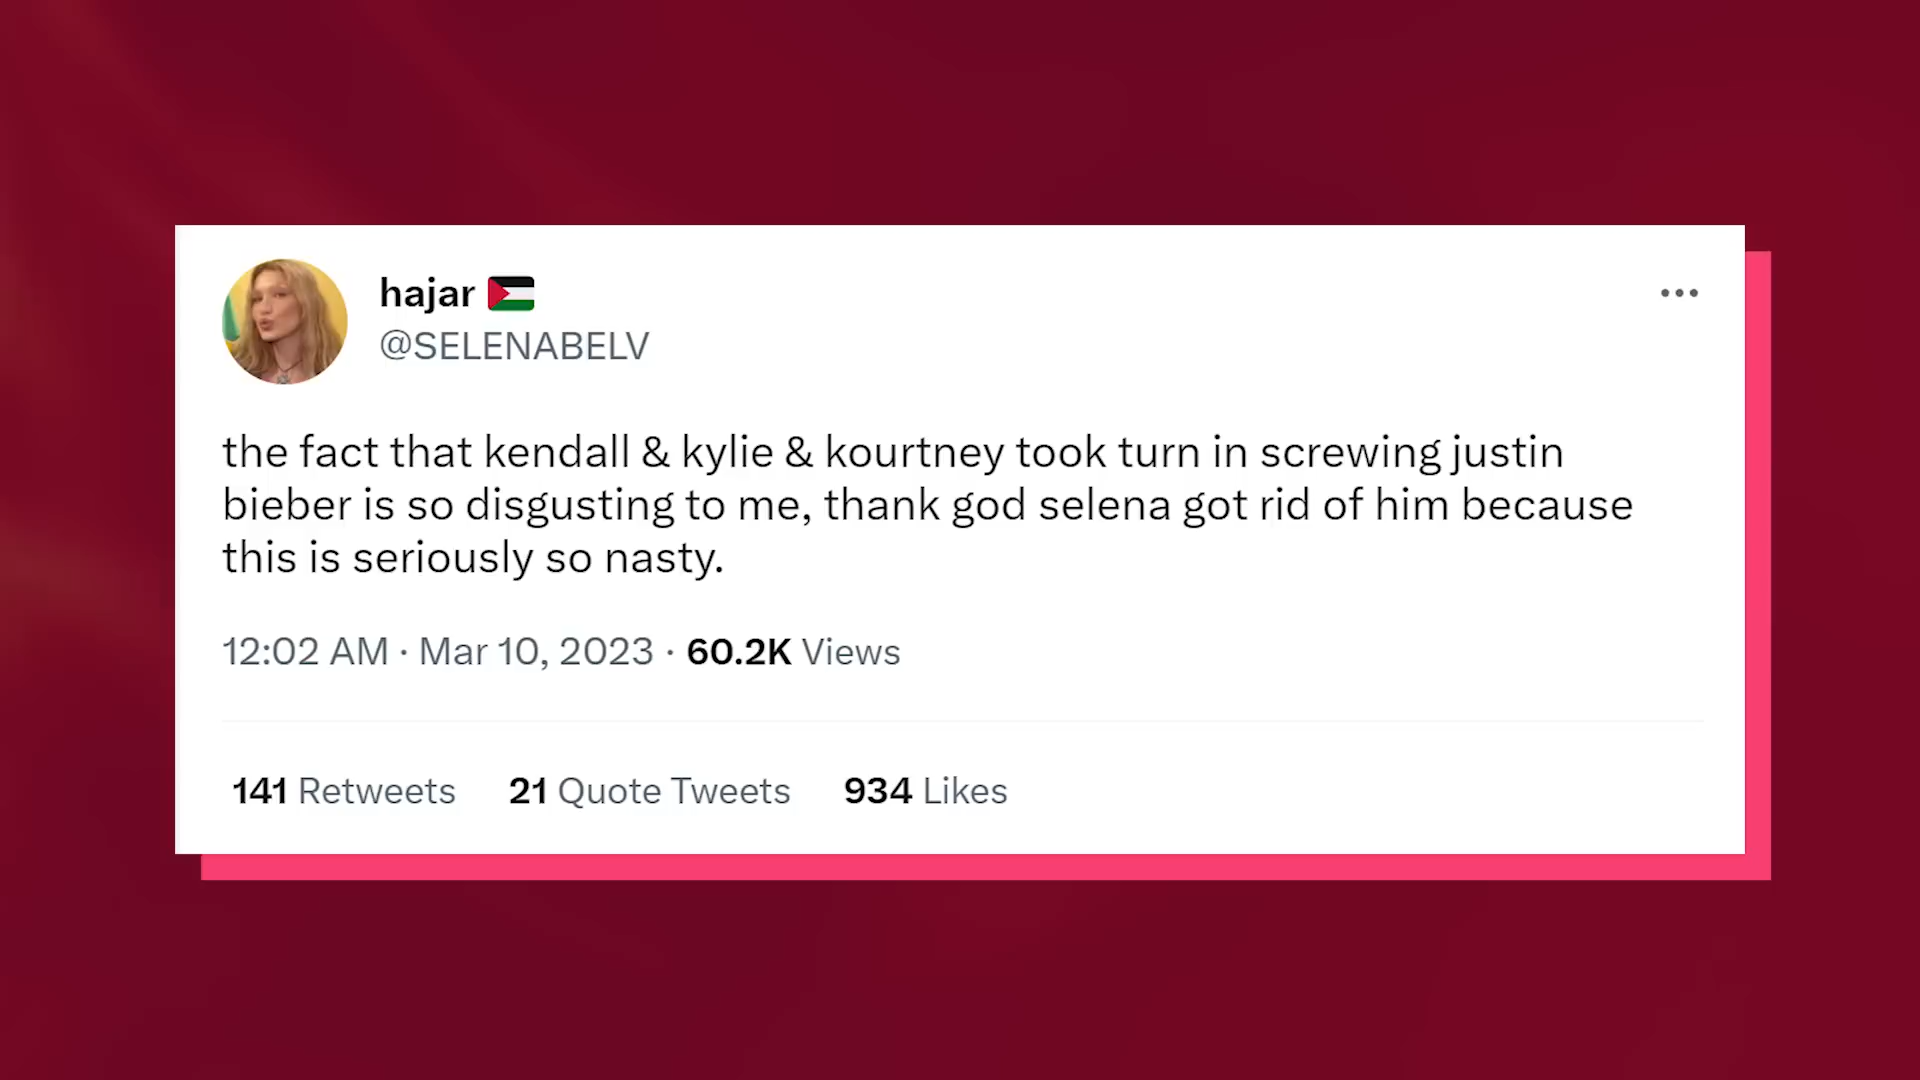 hajar 🇵🇸
@SELENABELV
the fact that kendall & kylie & kourtney took turn in screwing justin
bieber is so disgusting to me, thank god selena got rid of him because
this is seriously so nasty.
12:02 AM · Mar 10, 2023 · 60.2K Views
141 Retweets 21 Quote Tweets 934 Likes